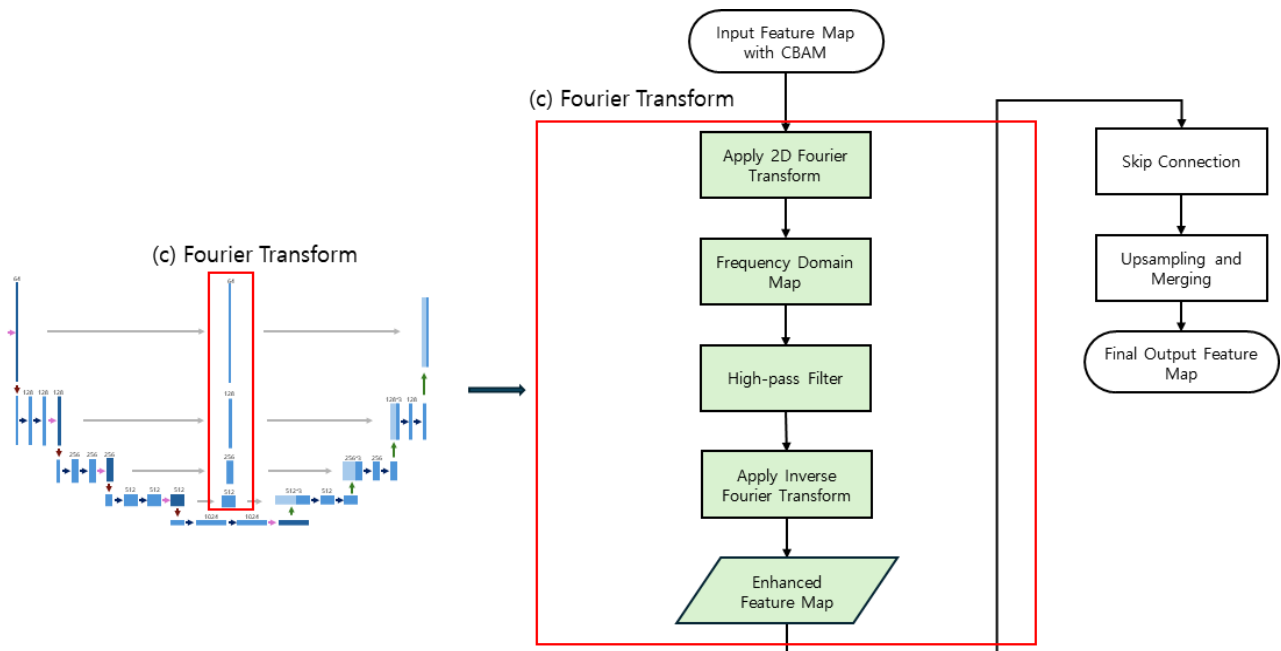 (c) Fourier Transform
64
64
128 128 128
128
128*3 128
256 256 256
256
256*3 256
512 512 512
512
512*3 512
1024 1024
Input Feature Map
with CBAM
(c) Fourier Transform
Apply 2D Fourier
Transform
Frequency Domain
Map
High-pass Filter
Apply Inverse
Fourier Transform
Enhanced
Feature Map
Skip Connection
Upsampling and
Merging
Final Output Feature
Map